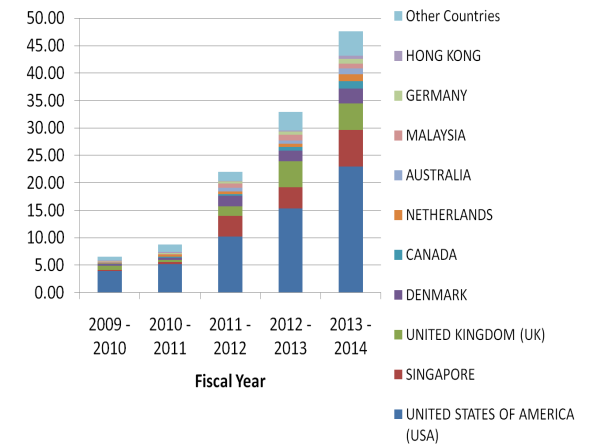 50.00
45.00
40.00
35.00
30.00
25.00
20.00
15.00
10.00
5.00
0.00
2009 -
2010
2010 -
2011
2011 -
2012
2012 -
2013
2013 -
2014
Fiscal Year
Other Countries
HONG KONG
GERMANY
MALAYSIA
AUSTRALIA
NETHERLANDS
CANADA
DENMARK
UNITED KINGDOM (UK)
SINGAPORE
UNITED STATES OF AMERICA
(USA)